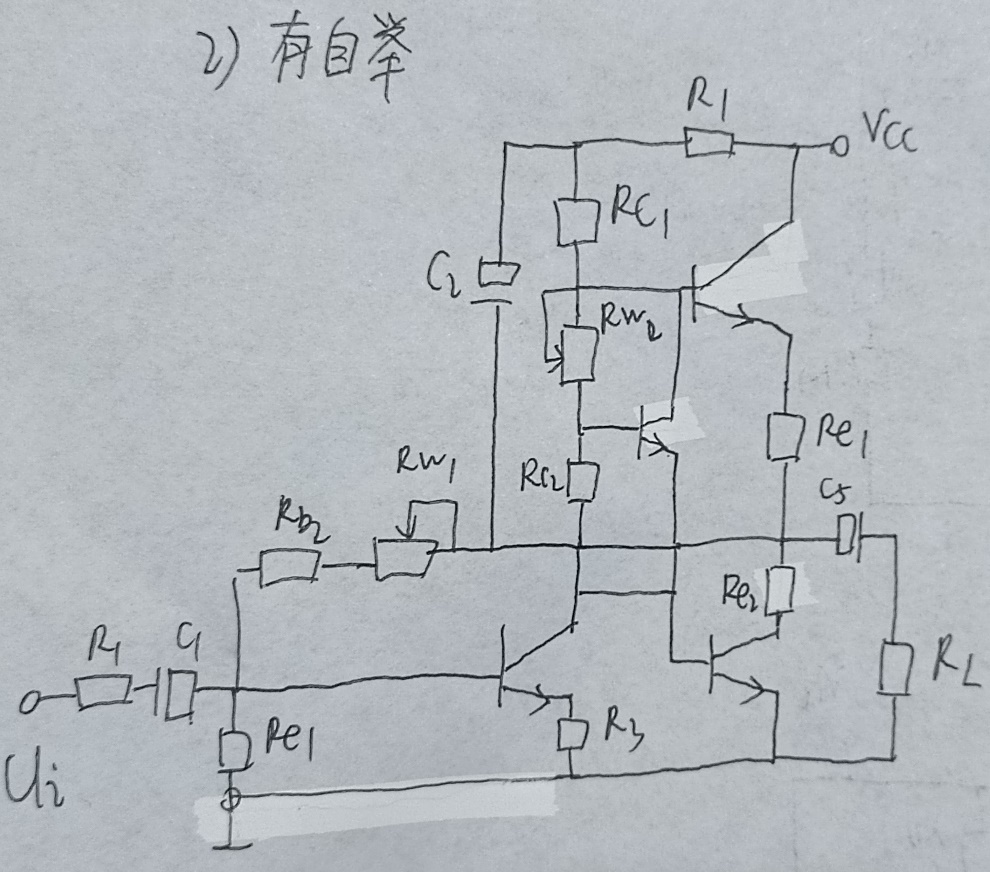 2) 有自举
R1
VCC
RC1
C2
RW2
Re1
RW1
RC2
C5
Rb2
Re2
R1
C1
RL
Re1
R3
Ui